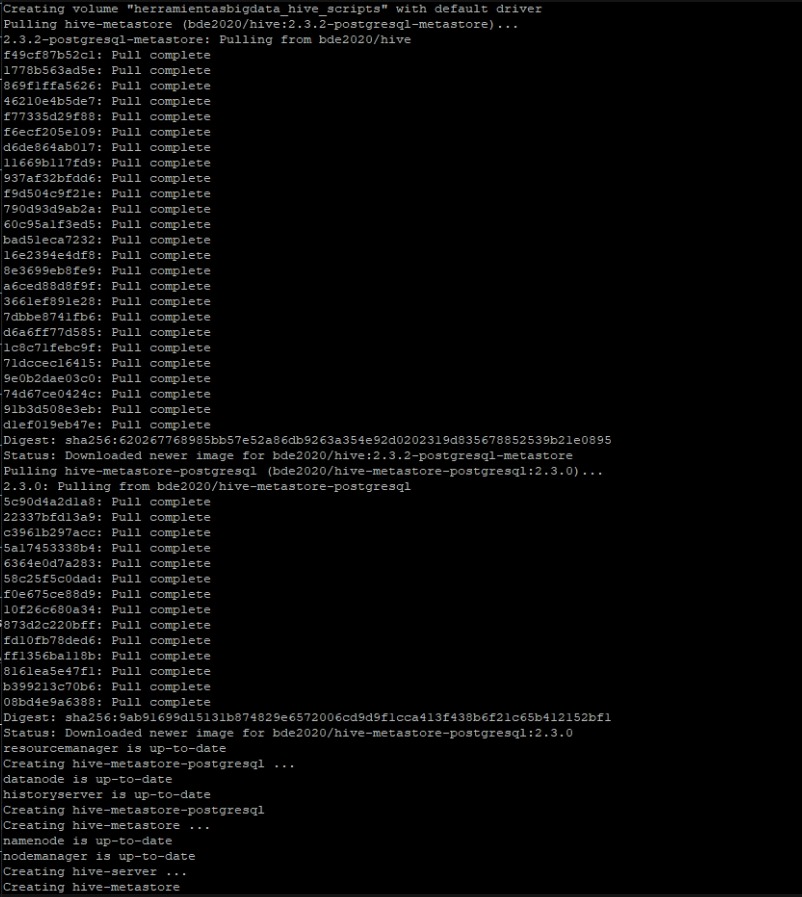 Creating volume "herramientasbigdata_hive_scripts" with default driver
Pulling hive-metastore (bde2020/hive:2.3.2-postgresql-metastore)...
2.3.2-postgresql-metastore: Pulling from bde2020/hive
f49cf87b52c1: Pull complete
1778b563ad5e: Pull complete
869f1ffa5626: Pull complete
46210e4b5de7: Pull complete
f77335d29f88: Pull complete
f6ecf205e109: Pull complete
d6de864ab017: Pull complete
11669b117fd9: Pull complete
937af32bfdd6: Pull complete
f9d504c9f21e: Pull complete
790d93d9ab2a: Pull complete
60c95a1f3ed5: Pull complete
bad51eca7232: Pull complete
16e2394e4df8: Pull complete
8e3699eb8fe9: Pull complete
a6ced88d8f9f: Pull complete
3661ef891e28: Pull complete
7dbbe8741fb6: Pull complete
d6a6ff77d585: Pull complete
1c8c71febc9f: Pull complete
71dccec16415: Pull complete
9e0b2dae03c0: Pull complete
74d67ce0424c: Pull complete
91b3d508e3eb: Pull complete
d1ef019eb47e: Pull complete
Digest: sha256:620267768985bb57e52a86db9263a354e92d0202319d835678852539b21e0895
Status: Downloaded newer image for bde2020/hive:2.3.2-postgresql-metastore
Pulling hive-metastore-postgresql (bde2020/hive-metastore-postgresql:2.3.0)...
2.3.0: Pulling from bde2020/hive-metastore-postgresql
5c90d4a2d1a8: Pull complete
22337bfd13a9: Pull complete
c3961b297acc: Pull complete
5a17453338b4: Pull complete
6364e0d7a283: Pull complete
58c25f5c0dad: Pull complete
f0e675ce88d9: Pull complete
10f26c680a34: Pull complete
873d2c220bff: Pull complete
fd10fb78ded6: Pull complete
ff1356ba118b: Pull complete
8161ea5e47f1: Pull complete
b399213c70b6: Pull complete
08bd4e9a6388: Pull complete
Digest: sha256:9ab91699d15131b874829e6572006cd9d9f1cca413f438b6f21c65b412152bf1
Status: Downloaded newer image for bde2020/hive-metastore-postgresql:2.3.0
resourcemanager is up-to-date
Creating hive-metastore-postgresql ...
datanode is up-to-date
historyserver is up-to-date
Creating hive-metastore-postgresql
Creating hive-metastore ...
namenode is up-to-date
nodemanager is up-to-date
Creating hive-server ...
Creating hive-metastore